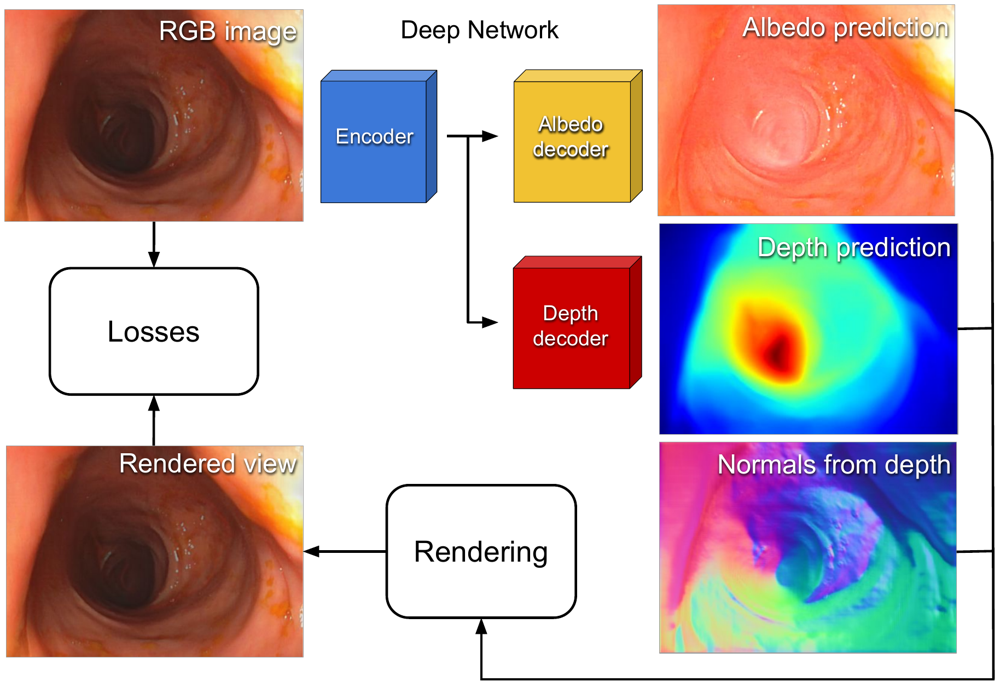 RGB image
Deep Network
Albedo prediction
Encoder
Albedo
decoder
Depth prediction
Depth
decoder
Losses
Rendered view
Rendering
Normals from depth